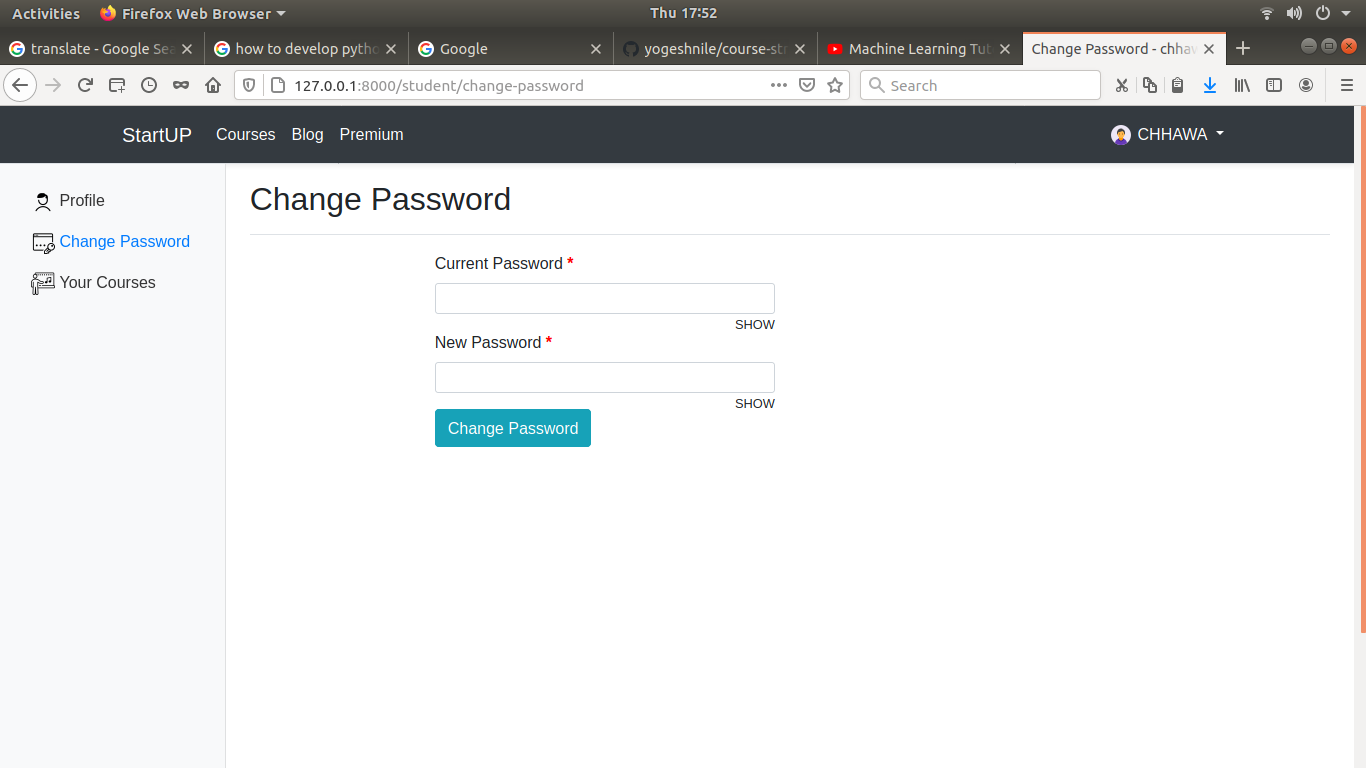 Activities Firefox Web Browser Thu 17:52
translate - Google Sea how to develop pytho Google yogeshnile/course-str Machine Learning Tut Change Password - chhaw
127.0.0.1:8000/student/change-password Search
StartUP Courses Blog Premium CHHAWA
Profile
Change Password
Your Courses
Change Password
Current Password *
SHOW
New Password *
SHOW
Change Password